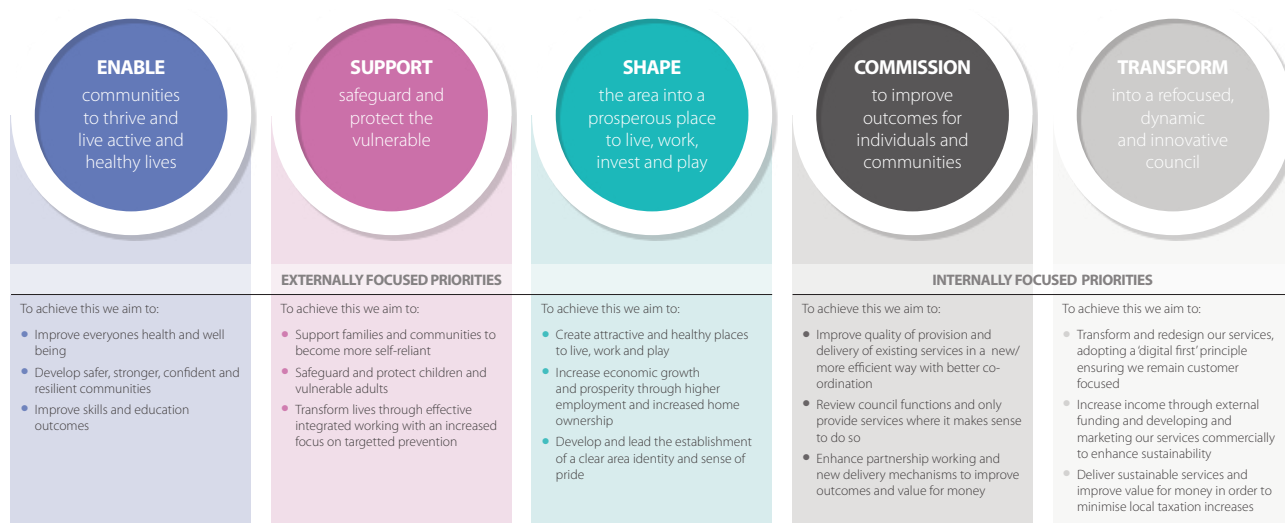 ENABLE
communities
to thrive and
live active and
healthy lives
SUPPORT
safeguard and
protect the
vulnerable
SHAPE
the area into a
prosperous place
to live, work,
invest and play
COMMISSION
to improve
outcomes for
individuals and
communities
TRANSFORM
into a refocused,
dynamic
and innovative
council
EXTERNALLY FOCUSED PRIORITIES
INTERNALLY FOCUSED PRIORITIES
To achieve this we aim to:
• Improve everyones health and well
being
• Develop safer, stronger, confident and
resilient communities
• Improve skills and education
outcomes
To achieve this we aim to:
• Support families and communities to
become more self-reliant
• Safeguard and protect children and
vulnerable adults
• Transform lives through effective
integrated working with an increased
focus on targetted prevention
To achieve this we aim to:
• Create attractive and healthy places
to live, work and play
• Increase economic growth
and prosperity through higher
employment and increased home
ownership
• Develop and lead the establishment
of a clear area identity and sense of
pride
To achieve this we aim to:
• Improve quality of provision and
delivery of existing services in a new/
more efficient way with better co-
ordination
• Review council functions and only
provide services where it makes sense
to do so
• Enhance partnership working and
new delivery mechanisms to improve
outcomes and value for money
To achieve this we aim to:
• Transform and redesign our services,
adopting a 'digital first' principle
ensuring we remain customer
focused
• Increase income through external
funding and developing and
marketing our services commercially
to enhance sustainability
• Deliver sustainable services and
improve value for money in order to
minimise local taxation increases